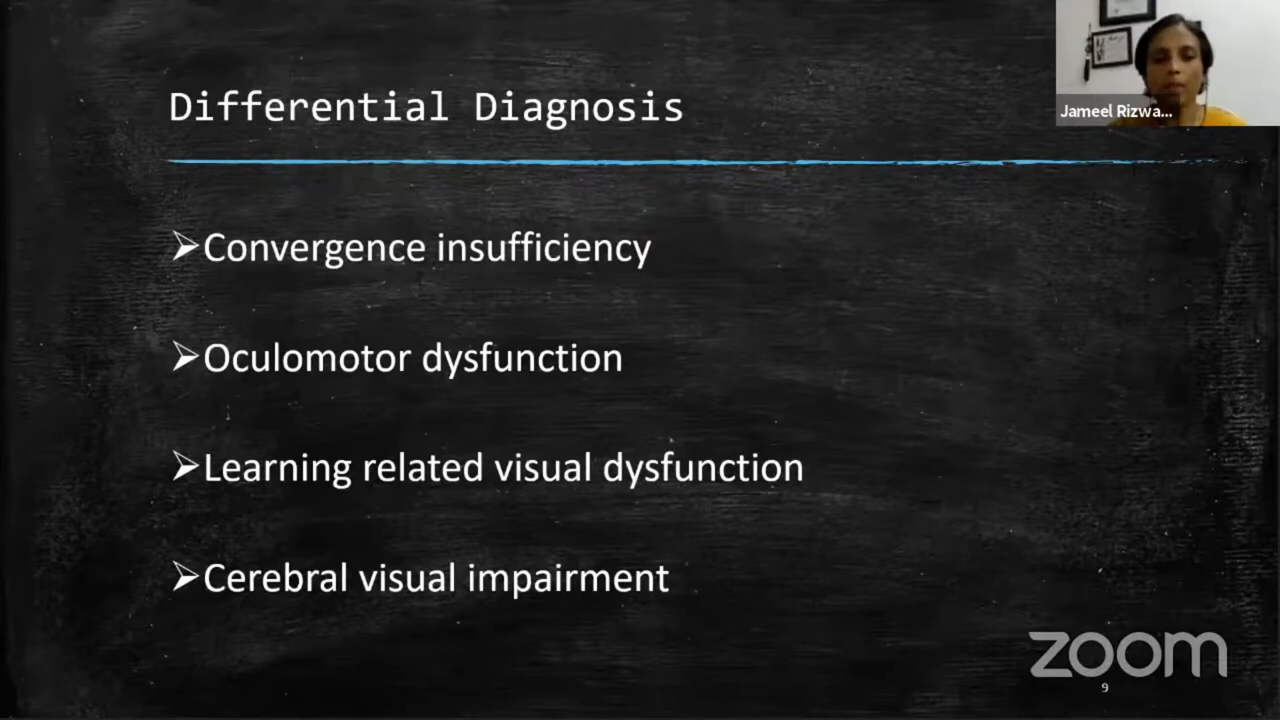 Differential Diagnosis
Jameel Rizwa...
➢Convergence insufficiency
➢Oculomotor dysfunction
➢Learning related visual dysfunction
➢Cerebral visual impairment
zoom
9